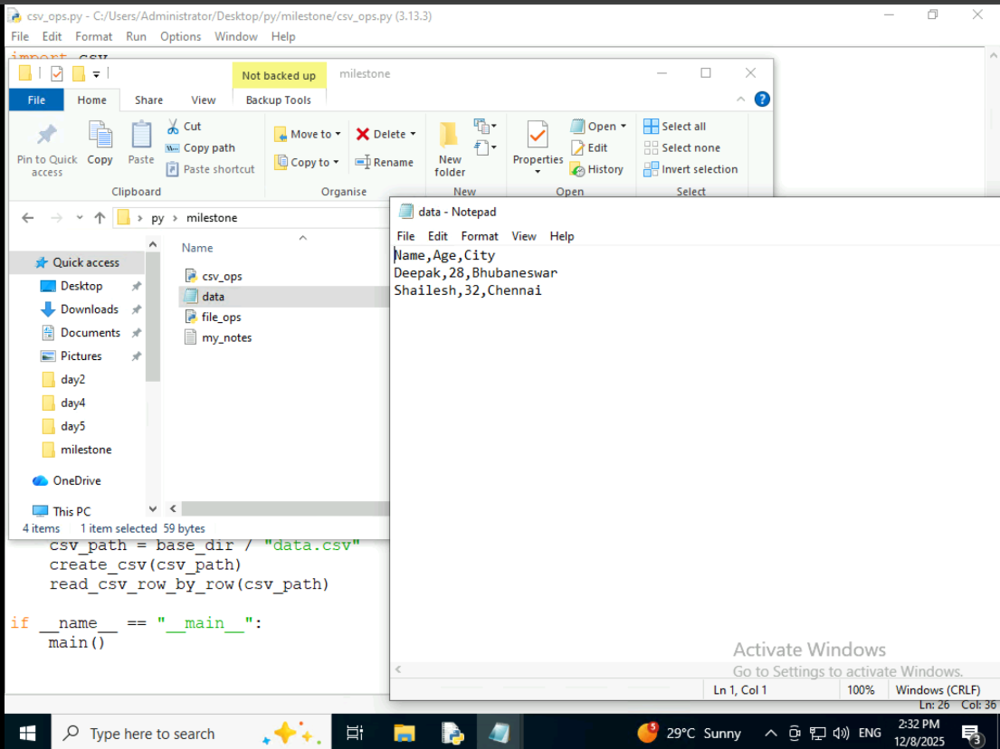 csv_ops.py - C:/Users/Administrator/Desktop/py/milestone/csv_ops.py (3.13.3)
File Edit Format Run Options Window Help
import csv
Not backed up milestone
File Home Share View Backup Tools
Pin to Quick access
Copy
Paste
Cut
Copy path
Paste shortcut
Clipboard
Move to
Copy to
Delete
Rename
Organise
New folder
New
Properties
Open
Edit
History
Open
Select all
Select none
Invert selection
Select
py > milestone
Quick access
Desktop
Downloads
Documents
Pictures
day2
day4
day5
milestone
OneDrive
This PC
Name
csv_ops
data
file_ops
my_notes
4 items 1 item selected 59 bytes
data - Notepad
File Edit Format View Help
Name,Age,City
Deepak,28,Bhubaneswar
Shailesh,32,Chennai
Activate Windows
Go to Settings to activate Windows.
Ln 1, Col 1 100% Windows (CRLF)
csv_path = base_dir / "data.csv"
create_csv(csv_path)
read_csv_row_by_row(csv_path)
if __name__ == "__main__":
main()
Ln: 26 Col: 36
Type here to search
5
29°C Sunny
ENG
2:32 PM
12/8/2025
3